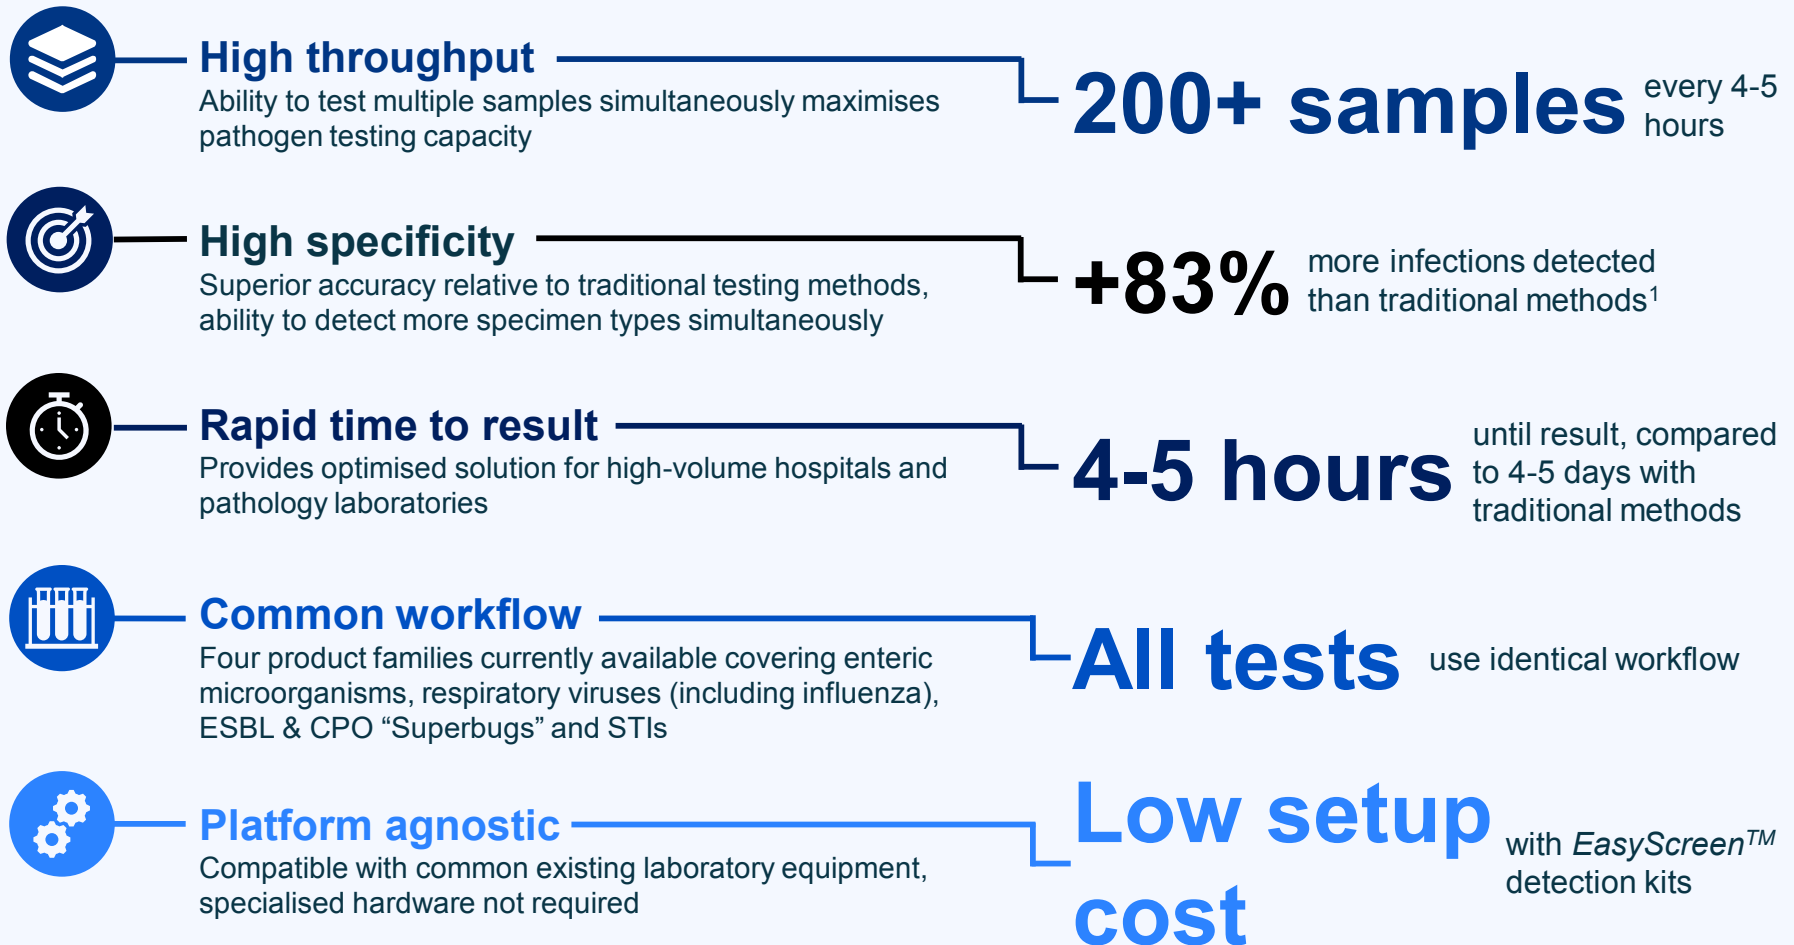 High throughput
Ability to test multiple samples simultaneously maximises
pathogen testing capacity
200+ samples
every 4-5
hours
High specificity
Superior accuracy relative to traditional testing methods,
ability to detect more specimen types simultaneously
+83%
more infections detected
than traditional methods¹
Rapid time to result
Provides optimised solution for high-volume hospitals and
pathology laboratories
4-5 hours
until result, compared
to 4-5 days with
traditional methods
Common workflow
Four product families currently available covering enteric
microorganisms, respiratory viruses (including influenza),
ESBL & CPO “Superbugs” and STIs
All tests
use identical workflow
Platform agnostic
Compatible with common existing laboratory equipment,
specialised hardware not required
Low setup
cost
with EasyScreen™
detection kits